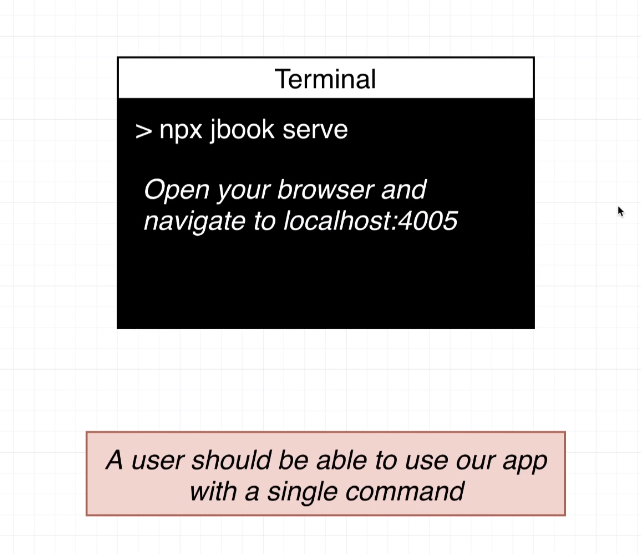 Terminal
> npx jbook serve
Open your browser and
navigate to localhost:4005
A user should be able to use our app
with a single command